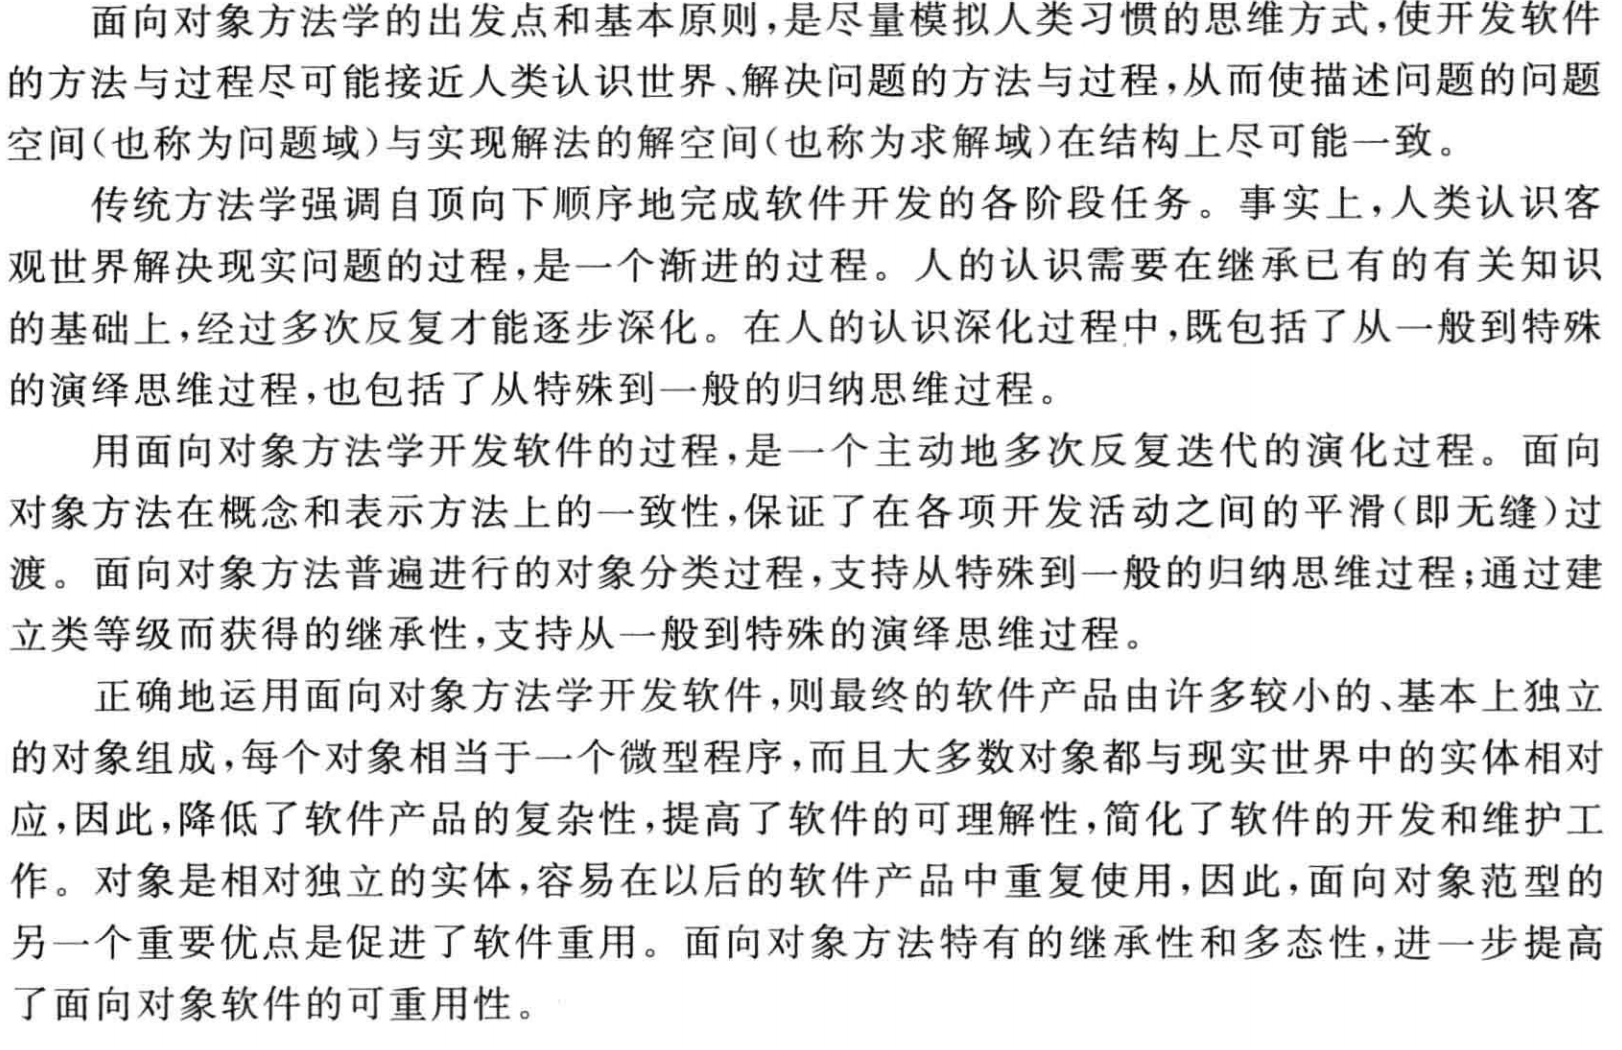 面向对象方法学的出发点和基本原则,是尽量模拟人类习惯的思维方式,使开发软件
的方法与过程尽可能接近人类认识世界、解决问题的方法与过程,从而使描述问题的问题
空间(也称为问题域)与实现解法的解空间(也称为求解域)在结构上尽可能一致。
传统方法学强调自顶向下顺序地完成软件开发的各阶段任务。事实上,人类认识客
观世界解决现实问题的过程,是一个渐进的过程。人的认识需要在继承已有的有关知识
的基础上,经过多次反复才能逐步深化。在人的认识深化过程中,既包括了从一般到特殊
的演绎思维过程,也包括了从特殊到一般的归纳思维过程。
用面向对象方法学开发软件的过程,是一个主动地多次反复迭代的演化过程。面向
对象方法在概念和表示方法上的一致性,保证了在各项开发活动之间的平滑(即无缝)过
渡。面向对象方法普遍进行的对象分类过程,支持从特殊到一般的归纳思维过程;通过建
立类等级而获得的继承性,支持从一般到特殊的演绎思维过程。
正确地运用面向对象方法学开发软件,则最终的软件产品由许多较小的、基本上独立
的对象组成,每个对象相当于一个微型程序,而且大多数对象都与现实世界中的实体相对
应,因此,降低了软件产品的复杂性,提高了软件的可理解性,简化了软件的开发和维护工
作。对象是相对独立的实体,容易在以后的软件产品中重复使用,因此,面向对象范型的
另一个重要优点是促进了软件重用。面向对象方法特有的继承性和多态性,进一步提高
了面向对象软件的可重用性。